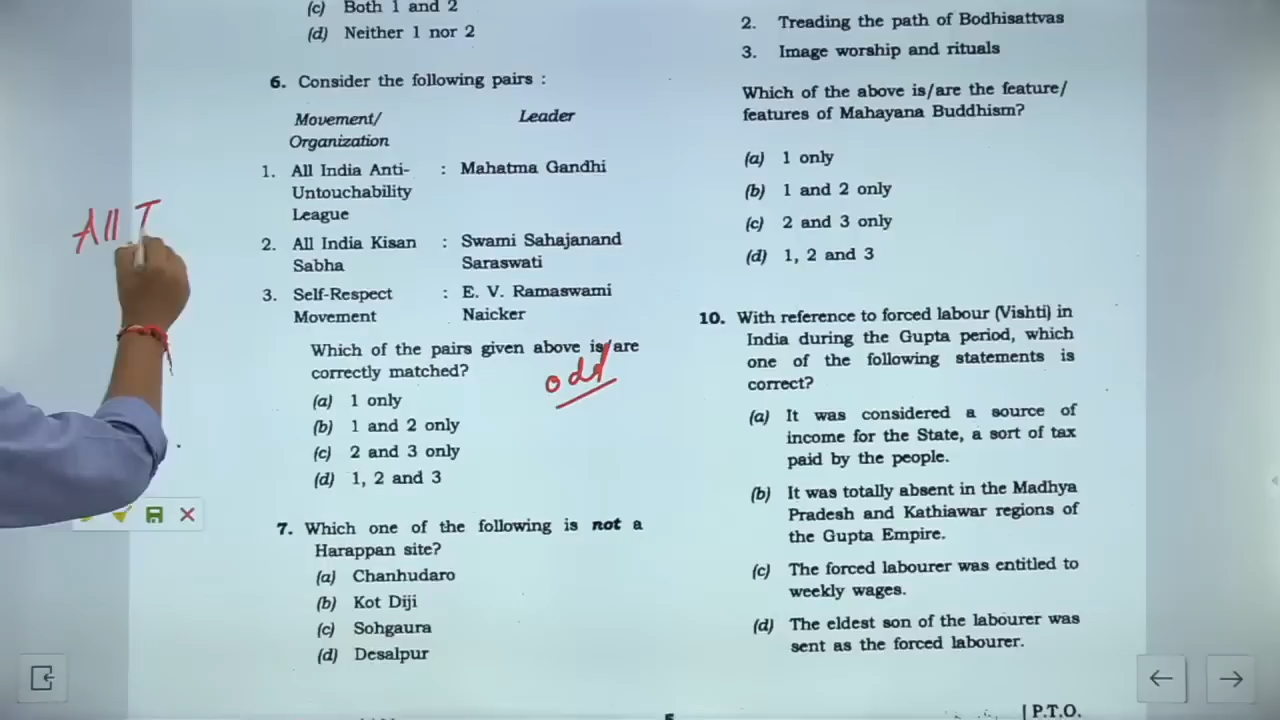 (c) Both 1 and 2
(d) Neither 1 nor 2
6. Consider the following pairs :
Movement/ Leader
Organization
1. All India Anti- : Mahatma Gandhi
Untouchability
League
2. All India Kisan : Swami Sahajanand
Sabha Saraswati
3. Self-Respect : E. V. Ramaswami
Movement Naicker
Which of the pairs given above is/are
correctly matched?
(a) 1 only
(b) 1 and 2 only
(c) 2 and 3 only
(d) 1, 2 and 3
odd
All I
7. Which one of the following is not a
Harappan site?
(a) Chanhudaro
(b) Kot Diji
(c) Sohgaura
(d) Desalpur
2. Treading the path of Bodhisattvas
3. Image worship and rituals
Which of the above is/are the feature/
features of Mahayana Buddhism?
(a) 1 only
(b) 1 and 2 only
(c) 2 and 3 only
(d) 1, 2 and 3
10. With reference to forced labour (Vishti) in
India during the Gupta period, which
one of the following statements is
correct?
(a) It was considered a source of
income for the State, a sort of tax
paid by the people.
(b) It was totally absent in the Madhya
Pradesh and Kathiawar regions of
the Gupta Empire.
(c) The forced labourer was entitled to
weekly wages.
(d) The eldest son of the labourer was
sent as the forced labourer.
[ P.T.O.